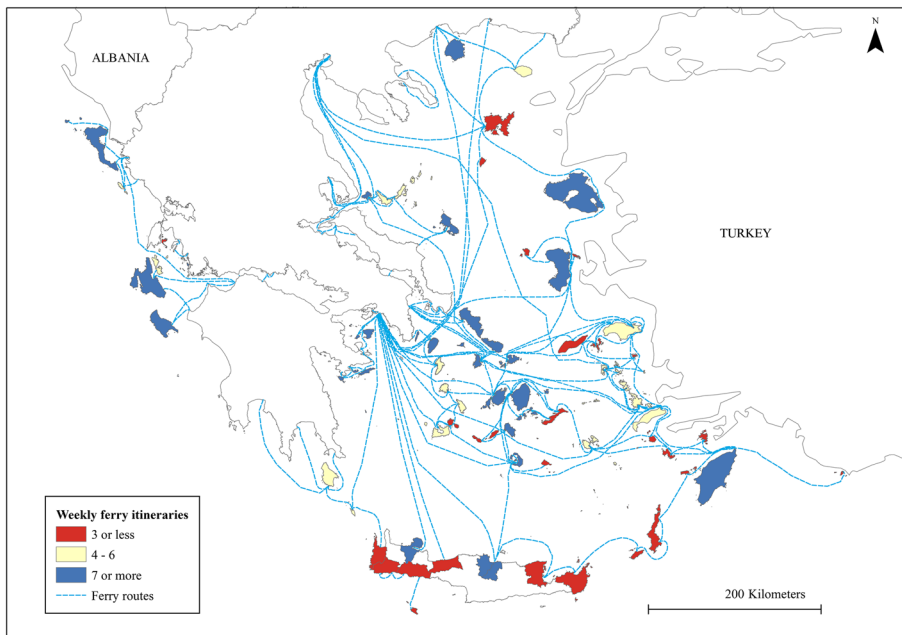 N
ALBANIA
TURKEY
Weekly ferry itineraries
3 or less
4 - 6
7 or more
Ferry routes
200 Kilometers